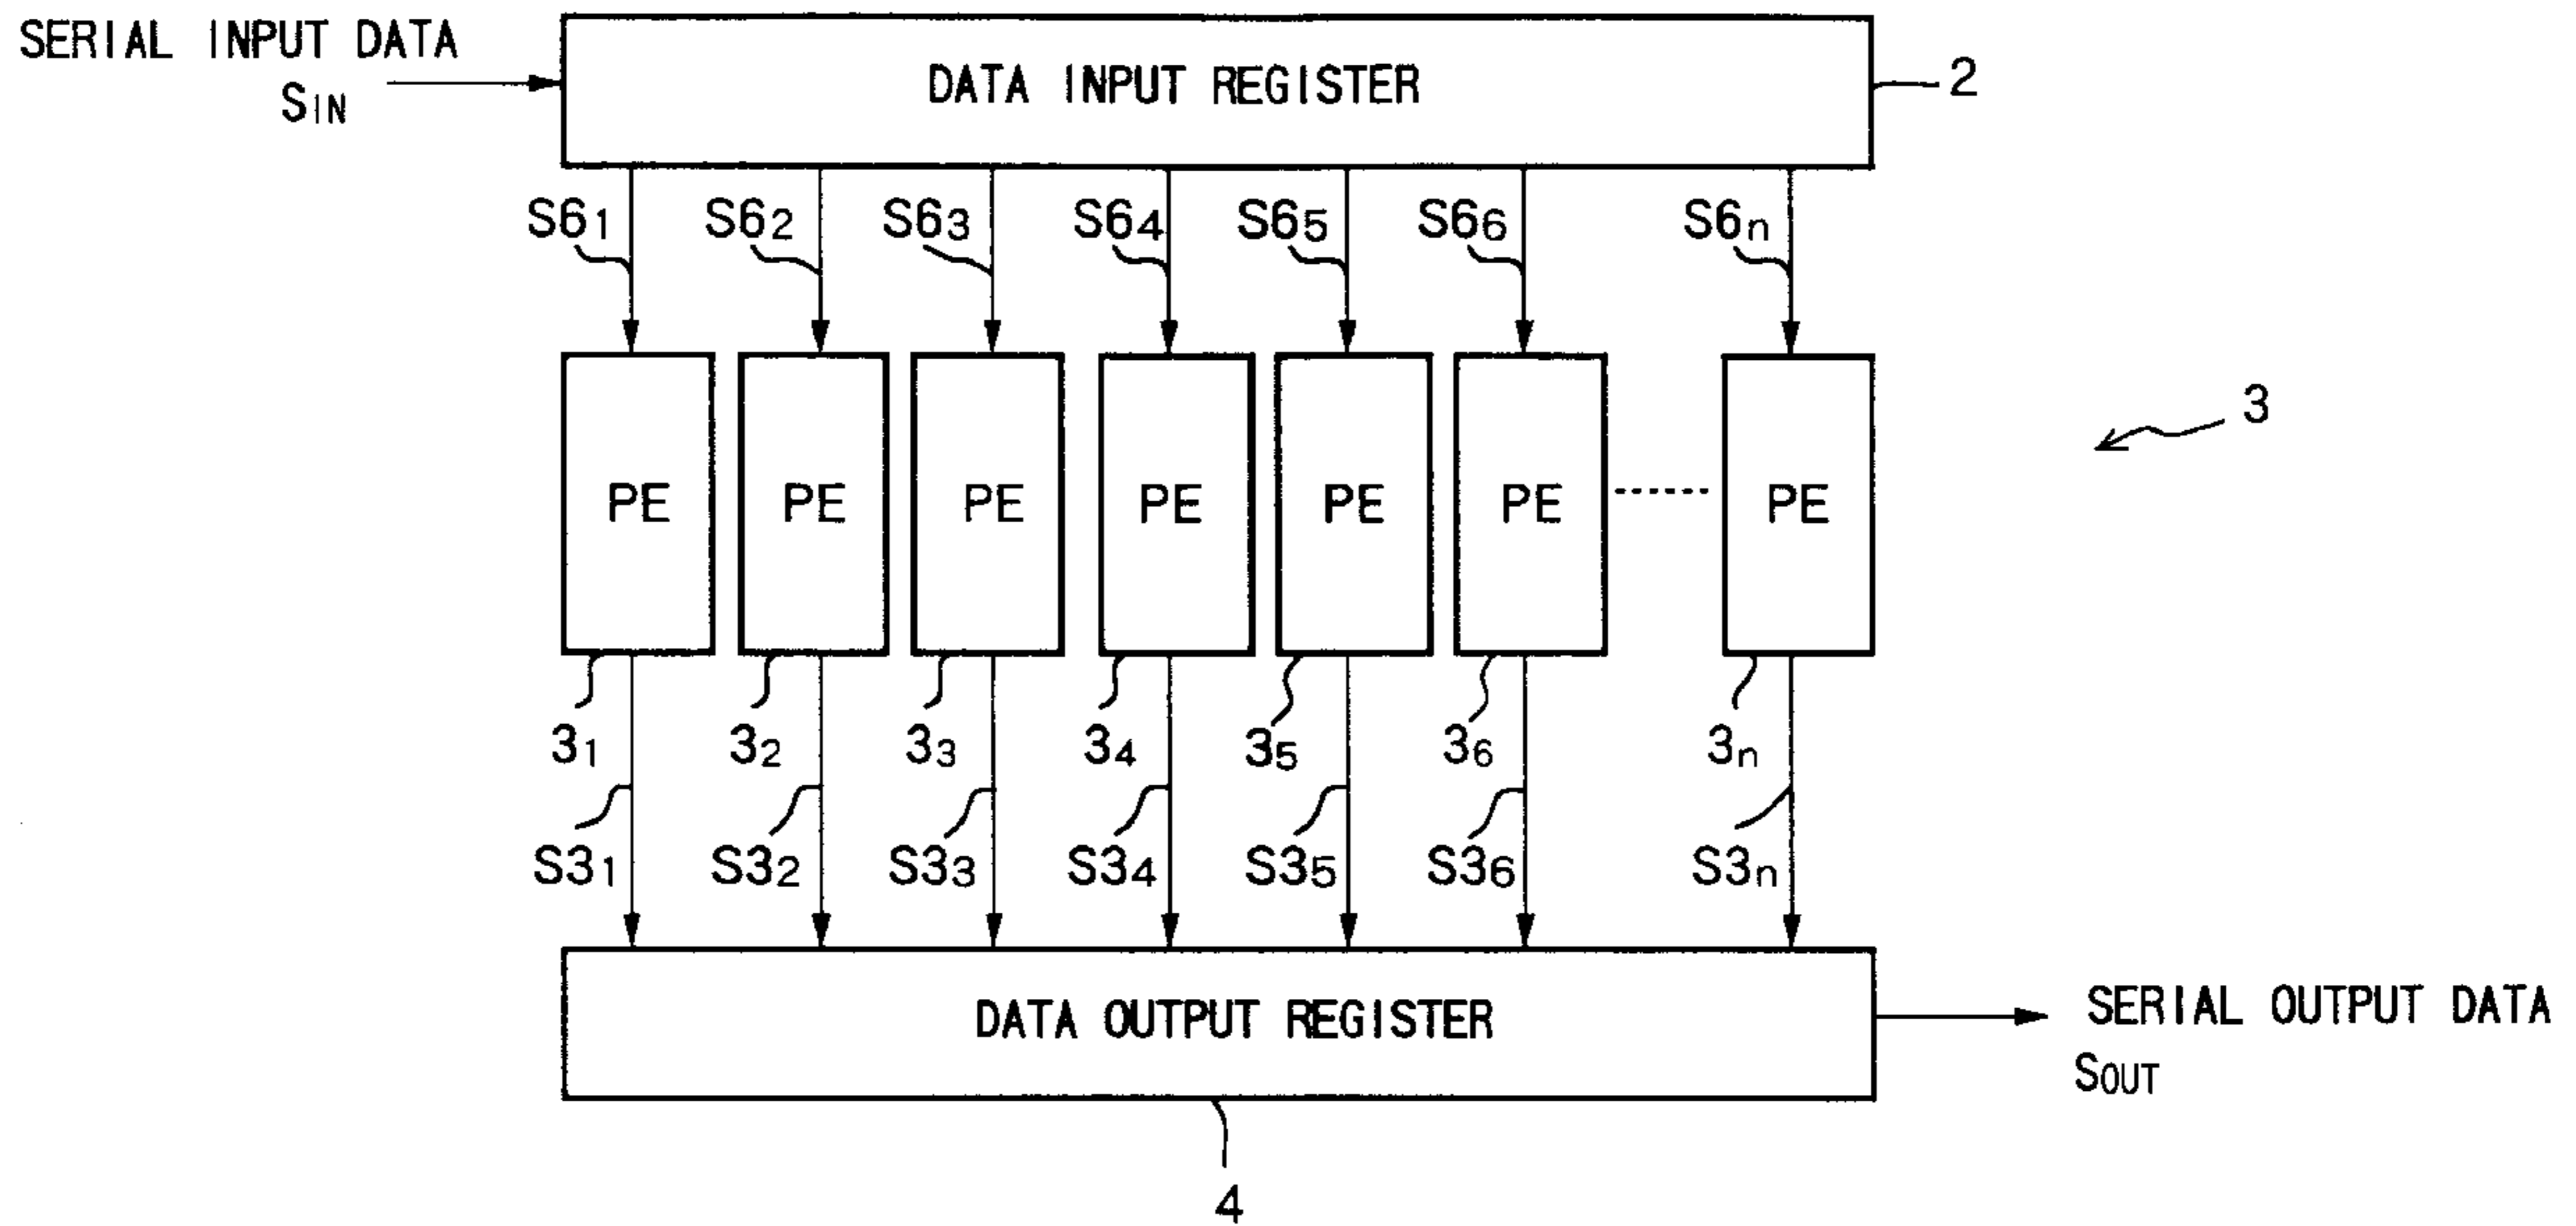 SERIAL INPUT DATA
SIN
DATA INPUT REGISTER
2
S61 S62 S63 S64 S65 S66 S6n
3
PE PE PE PE PE PE PE
31 32 33 34 35 36 3n
S31 S32 S33 S34 S35 S36 S3n
DATA OUTPUT REGISTER
SERIAL OUTPUT DATA
SOUT
4